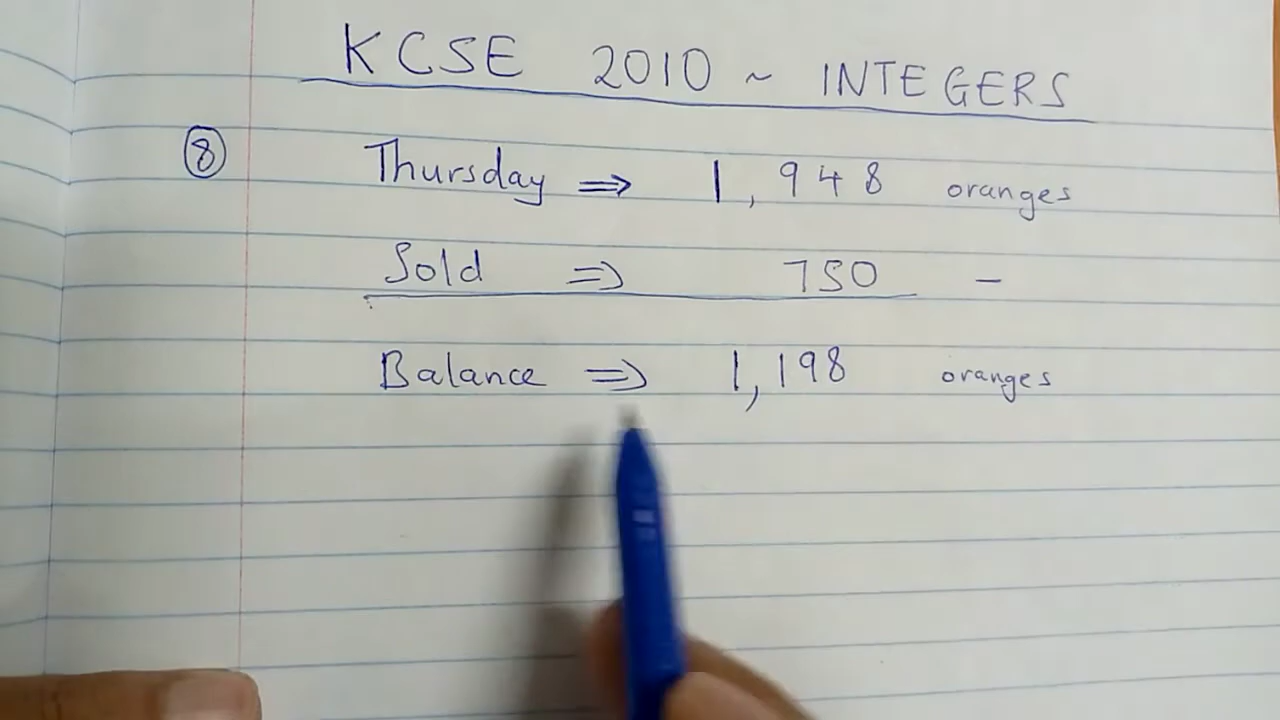 KCSE 2010 ~ INTEGERS
8 Thursday ⇒ 1,948 oranges
Sold ⇒ 750 –
Balance ⇒ 1,198 oranges